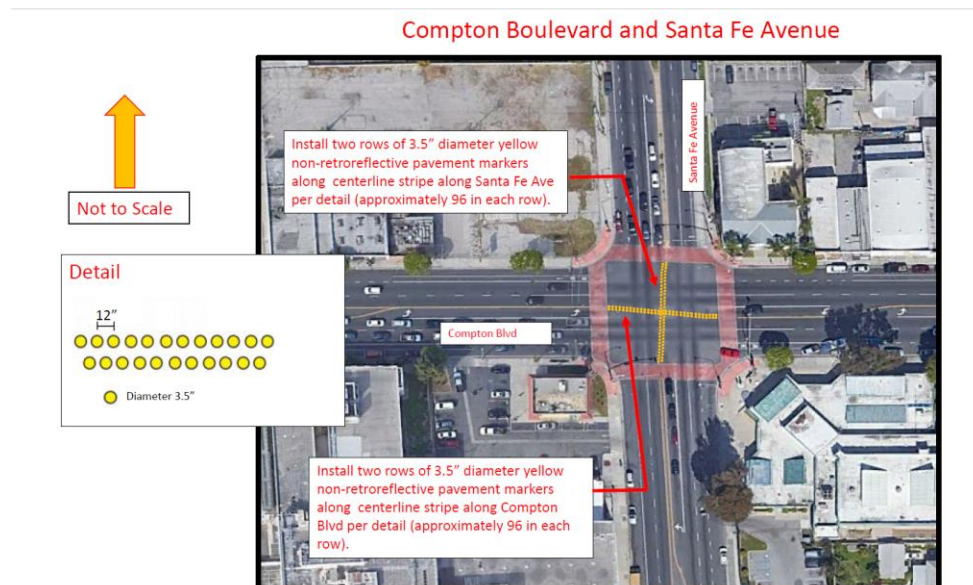 Compton Boulevard and Santa Fe Avenue
Not to Scale
Install two rows of 3.5" diameter yellow
non-retroreflective pavement markers
along centerline stripe along Santa Fe Ave
per detail (approximately 96 in each row).
Santa Fe Avenue
Detail
12"
Diameter 3.5"
Compton Blvd
Install two rows of 3.5" diameter yellow
non-retroreflective pavement markers
along centerline stripe along Compton
Blvd per detail (approximately 96 in each
row).